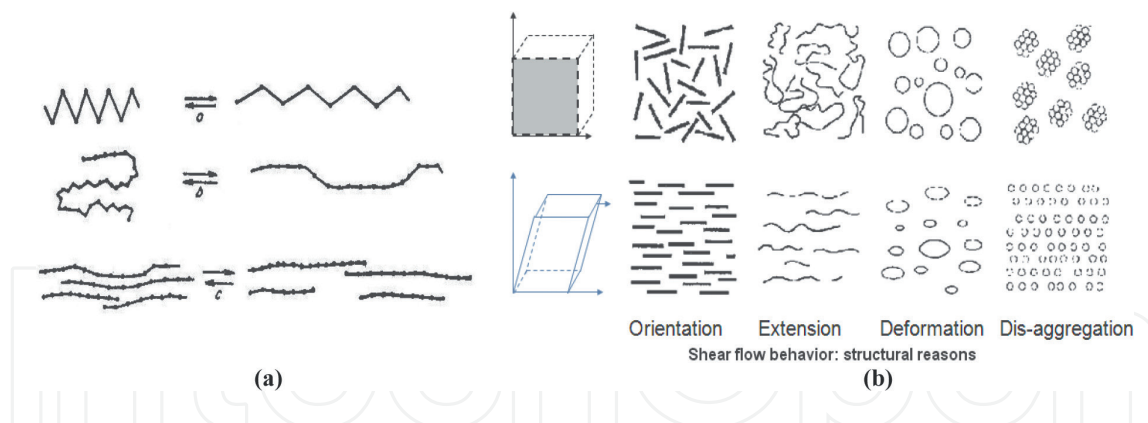 a
b
c
Orientation Extension Deformation Dis-aggregation
Shear flow behavior: structural reasons
(a) (b)